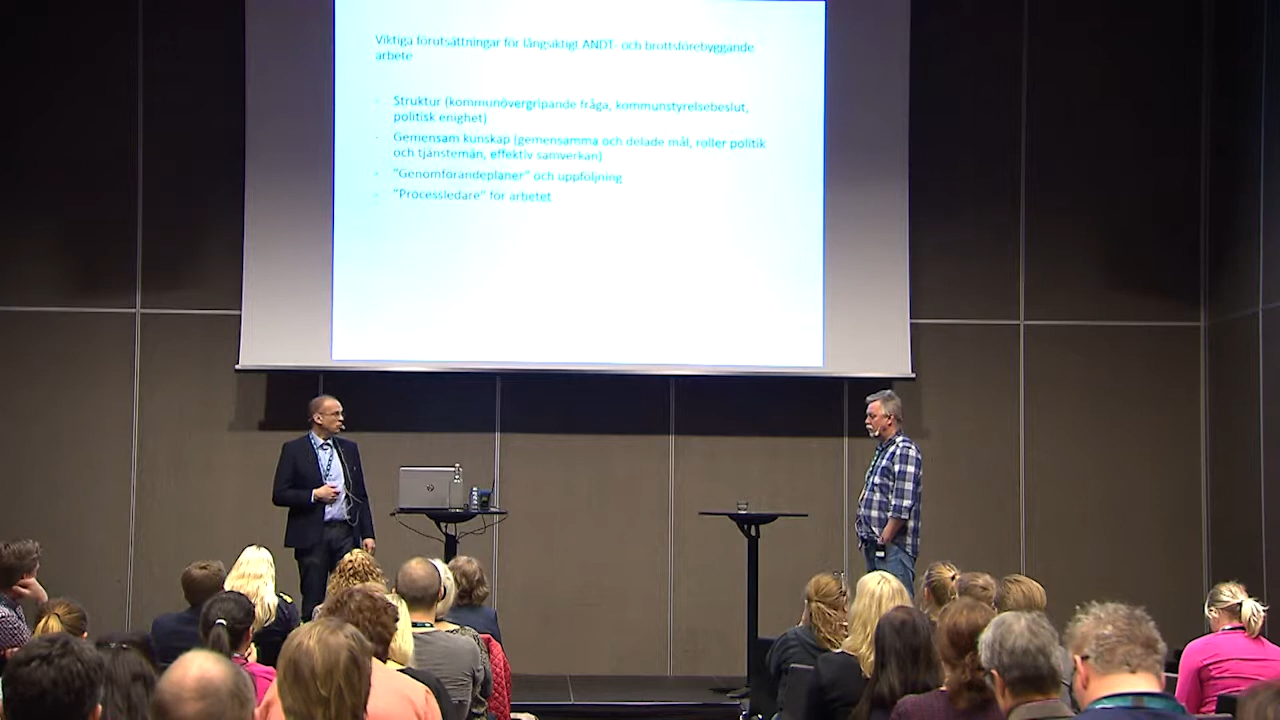 Viktiga förutsättningar för långsiktigt ANDT- och brottsförebyggande
arbete
- Struktur (kommunövergripande fråga, kommunstyrelsebeslut,
politisk enighet)
- Gemensam kunskap (gemensamma och delade mål, roller politik
och tjänstemän, effektiv samverkan)
- "Genomförandeplaner" och uppföljning
- "Processledare" för arbetet